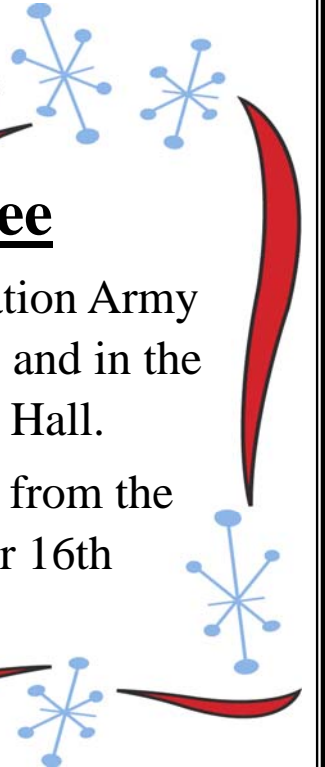 ee
ation Army
and in the
Hall.
from the
r 16th